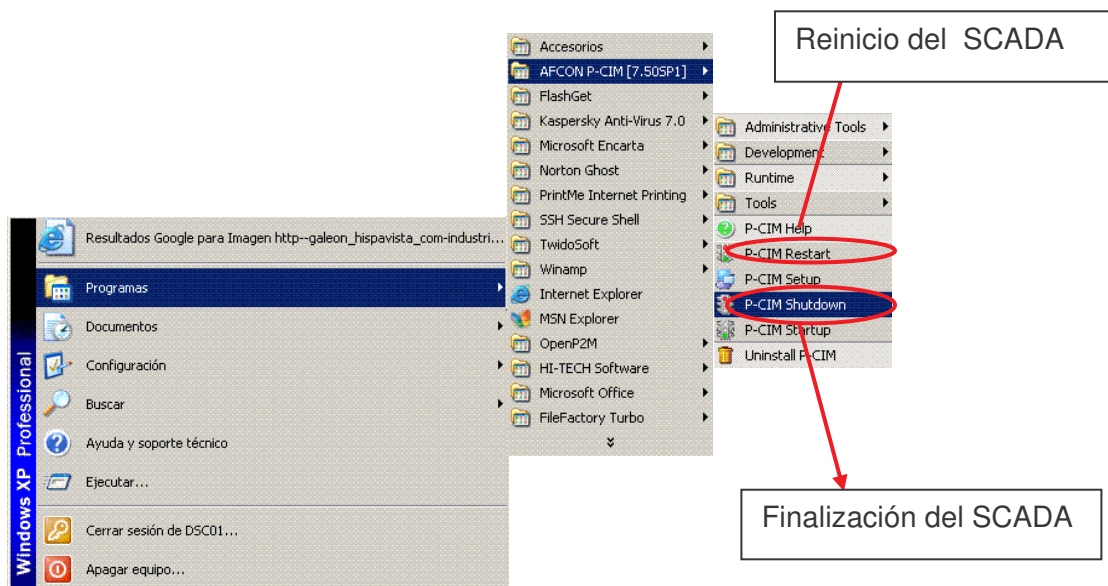 Reinicio del SCADA
Accesorios
AFCON P-CIM [7.50SP1]
FlashGet
Kaspersky Anti-Virus 7.0
Microsoft Encarta
Norton Ghost
PrintMe Internet Printing
SSH Secure Shell
TwidoSoft
Winamp
Internet Explorer
MSN Explorer
OpenP2M
HI-TECH Software
Microsoft Office
FileFactory Turbo
Administrative Tools
Development
Runtime
Tools
P-CIM Help
P-CIM Restart
P-CIM Setup
P-CIM Shutdown
P-CIM Startup
Uninstall P-CIM
Resultados Google para Imagen http--galeon_hispavista_com-industri...
Programas
Documentos
Configuración
Buscar
Ayuda y soporte técnico
Ejecutar...
Cerrar sesión de DSC01...
Apagar equipo...
Windows XP Professional
Finalización del SCADA